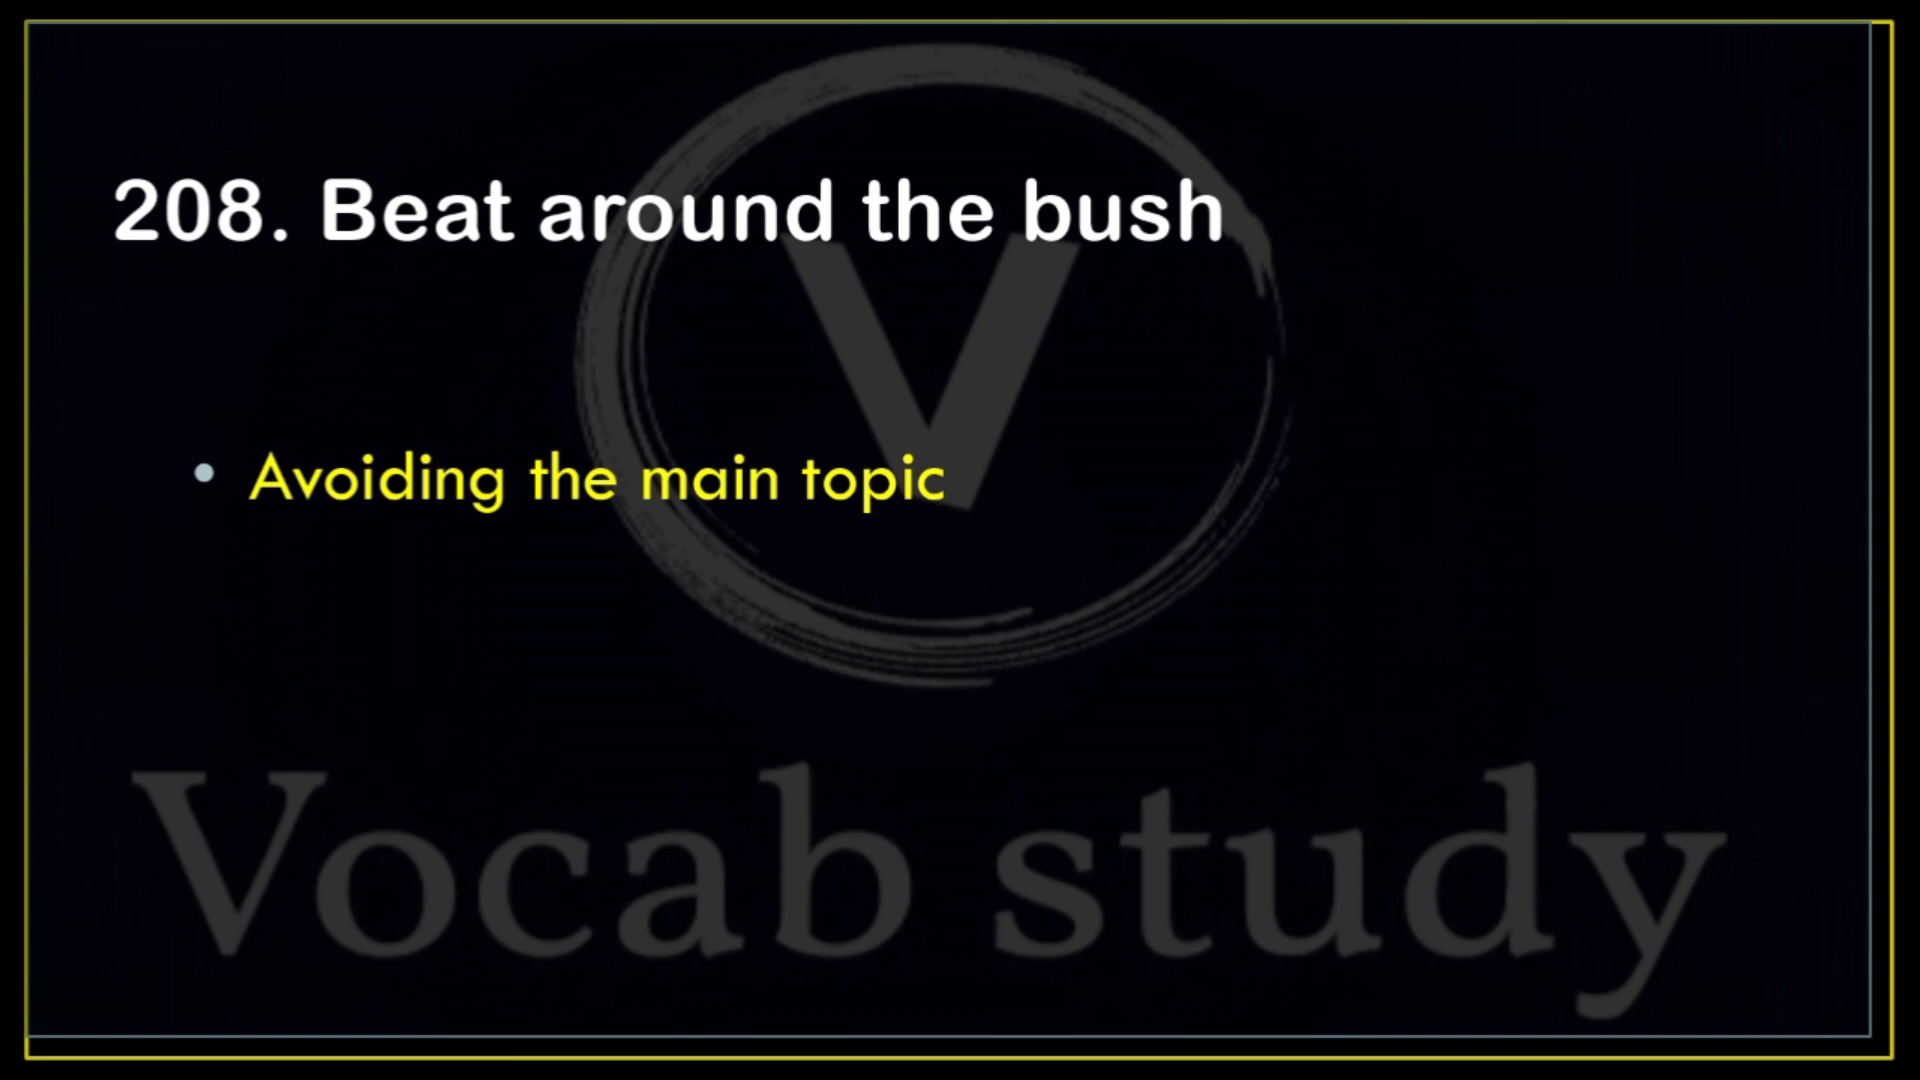 208. Beat around the bush
• Avoiding the main topic
V
Vocab study